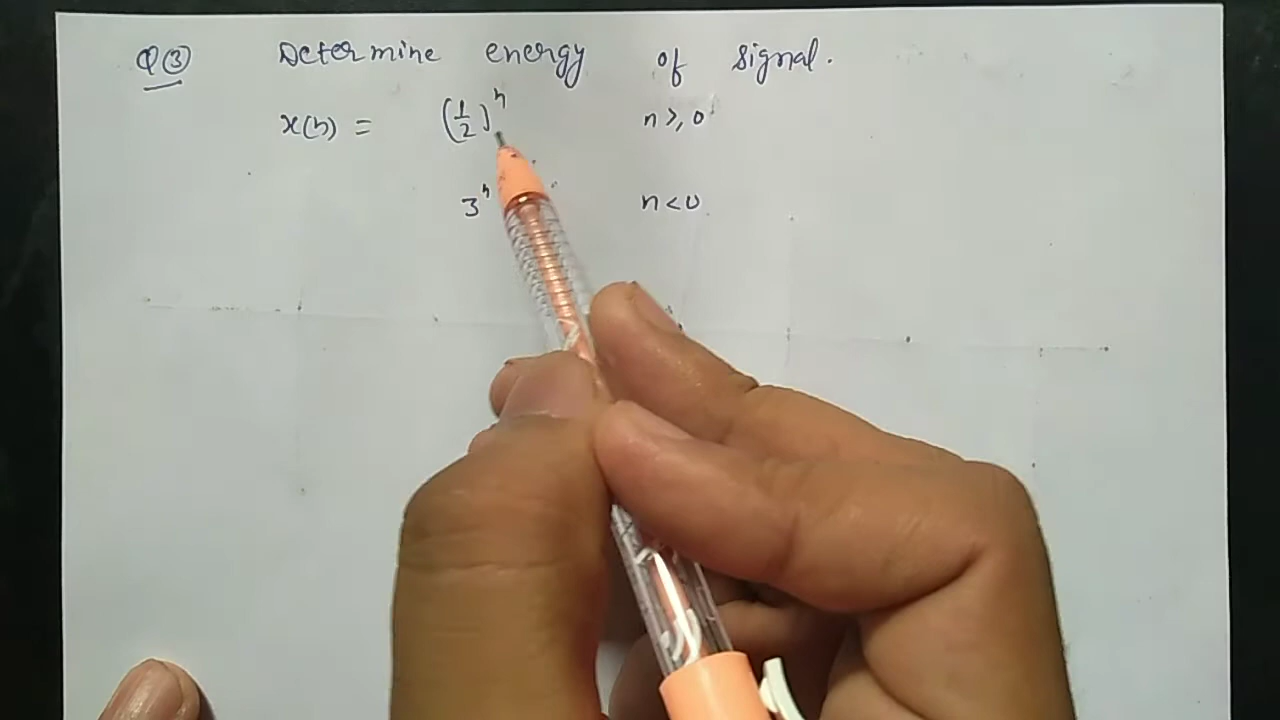 Q③ Determine energy of signal.
x(n) = (1/2)^n n≥0
3^n n<0